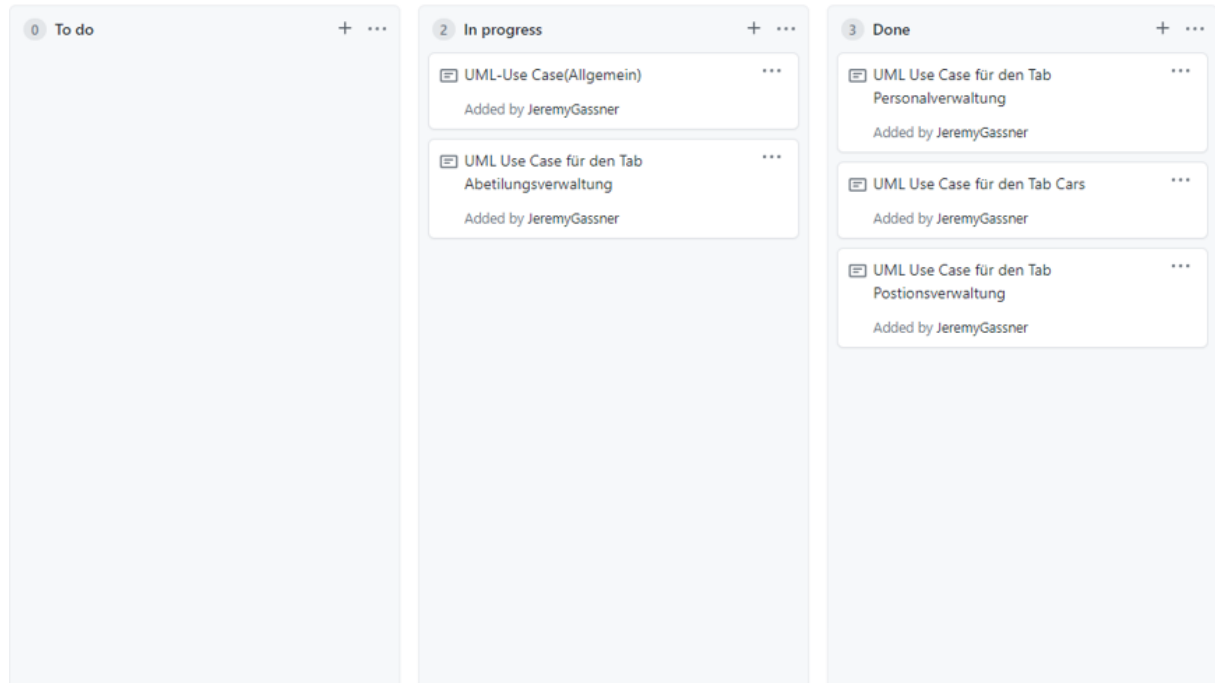 0 To do
2 In progress
UML-Use Case(Allgemein)
Added by JeremyGassner
UML Use Case für den Tab
Abetilungsverwaltung
Added by JeremyGassner
3 Done
UML Use Case für den Tab
Personalverwaltung
Added by JeremyGassner
UML Use Case für den Tab Cars
Added by JeremyGassner
UML Use Case für den Tab
Postionsverwaltung
Added by JeremyGassner